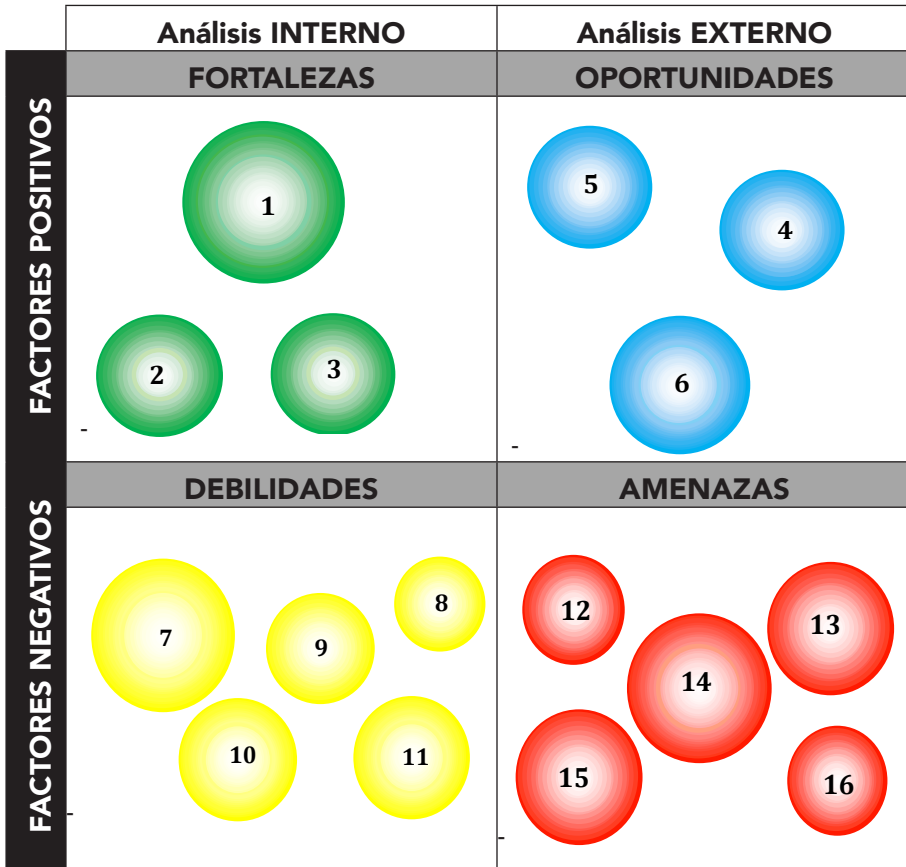 Análisis INTERNO
Análisis EXTERNO
FORTALEZAS
OPORTUNIDADES
FACTORES POSITIVOS
1
5
4
2
3
6
-
-
DEBILIDADES
AMENAZAS
FACTORES NEGATIVOS
7
9
8
10
11
12
13
14
15
16
-
-